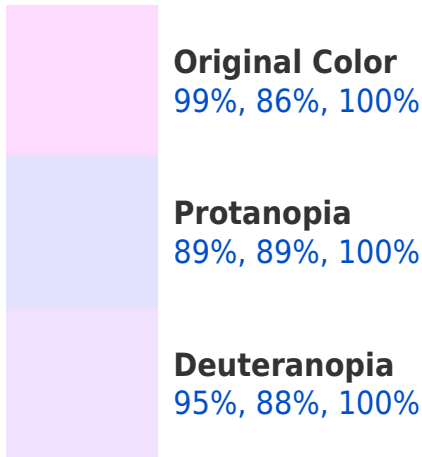 Original Color
99%, 86%, 100%
Protanopia
89%, 89%, 100%
Deuteranopia
95%, 88%, 100%